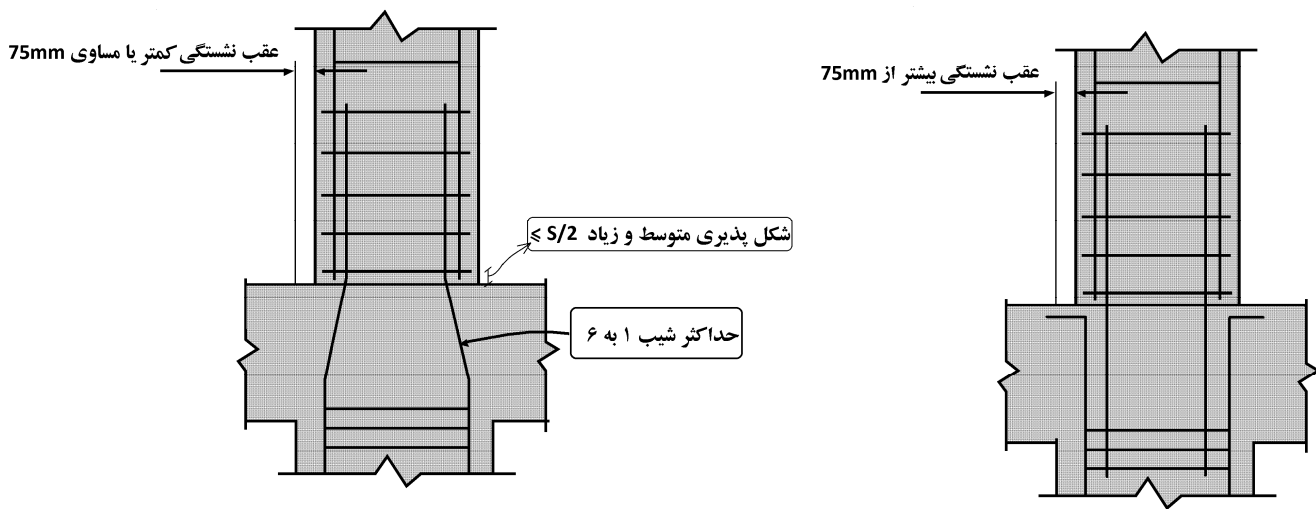 عقب نشستگی کمتر یا مساوی 75mm
عقب نشستگی بیشتر از 75mm
شکل پذیری متوسط و زیاد S/2 ⩾
حداکثر شیب ۱ به ۶